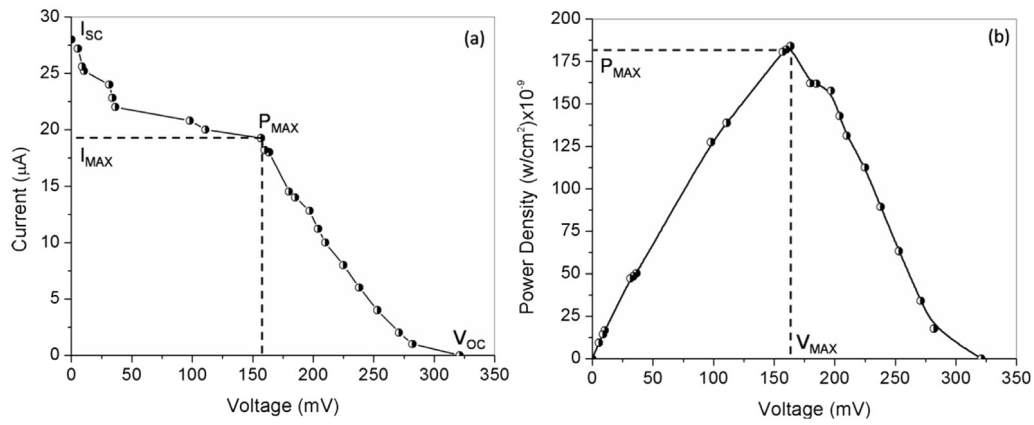 (a)
I_SC
P_MAX
I_MAX
V_OC
Current (μA)
30
25
20
15
10
5
0
0 50 100 150 200 250 300 350
Voltage (mV)
(b)
P_MAX
V_MAX
Power Density (w/cm²)x10⁻⁹
200
175
150
125
100
75
50
25
0
0 50 100 150 200 250 300 350
Voltage (mV)